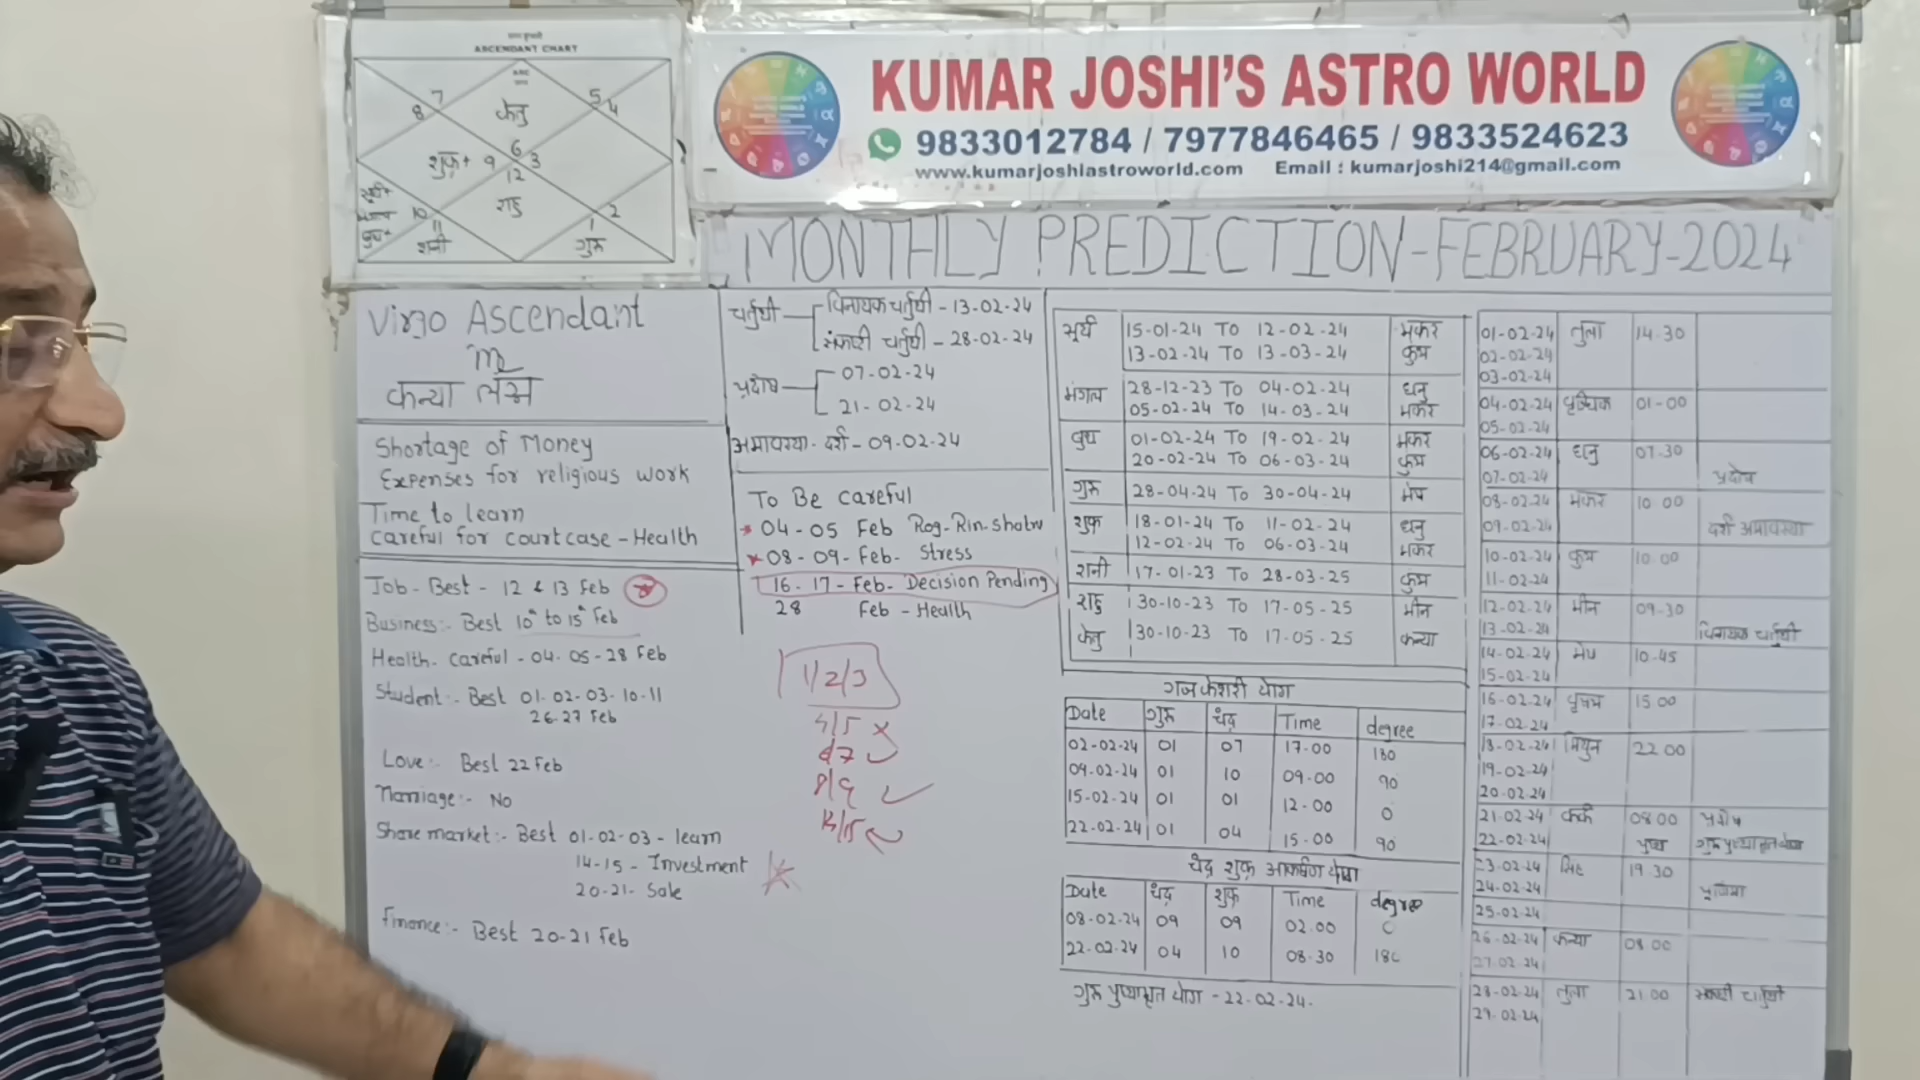 ASCENDANT CHART
ASC
केतु
7
8
5
4
शुक्र+ 9
6
3
12
राहु
10
11
शनी
2
1
गुरु
KUMAR JOSHI'S ASTRO WORLD
9833012784 / 7977846465 / 9833524623
www.kumarjoshiastroworld.com Email : kumarjoshi214@gmail.com
MONTHLY PREDICTION-FEBRUARY-2024
Virgo Ascendant
♍
कन्या लग्न
Shortage of Money
Expenses for religious work
Time to learn
Careful for courtcase - Health
Job - Best - 12 & 13 Feb
Business:- Best 10th to 15th Feb
Health - Careful - 04-05-28 Feb
Student:- Best 01-02-03-10-11
26-27 Feb
Love:- Best 22 Feb
Marriage:- No
Share market:- Best 01-02-03 - learn
14-15 - Investment
20-21- Sale
Finance:- Best 20-21 Feb
चर्तुथी
विनायक चर्तुथी - 13-02-24
संकष्टी चर्तुथी - 28-02-24
प्रदोष
07-02-24
21-02-24
अमावस्या - दर्श - 09-02-24
To Be careful
04-05 Feb Rog-Rin-Shatru
08-09-Feb- Stress
16-17-Feb- Decision Pending
28 Feb - Health
1/2/3
4/5 ×
8/9 ✓
सूर्य 15-01-24 TO 12-02-24 मकर
13-02-24 TO 13-03-24 कुंभ
मंगल 28-12-23 TO 04-02-24 धनु
05-02-24 TO 14-03-24 मकर
बुध 01-02-24 TO 19-02-24 मकर
20-02-24 TO 06-03-24 कुंभ
गुरु 28-04-24 TO 30-04-24 मेष
शुक्र 18-01-24 TO 11-02-24 धनु
12-02-24 TO 06-03-24 मकर
शनी 17-01-23 TO 28-03-25 कुंभ
राहु 30-10-23 TO 17-05-25 मीन
केतु 30-10-23 TO 17-05-25 कन्या
गजकेशरी योग
Date गुरु चंद्र Time degree
02-02-24 01 07 17-00 180
09-02-24 01 10 09-00 90
15-02-24 01 01 12-00 0
22-02-24 01 04 15-00 90
चंद्र शुक्र आकर्षण योग
Date चंद्र शुक्र Time degree
08-02-24 09 09 02.00 0
22-02-24 04 10 08-30 180
गुरु पुष्यामृत योग - 22-02-24.
01-02-24 तुला 14.30
02-02-24
03-02-24
04-02-24 वृश्चिक 01-00
05-02-24
06-02-24 धनु 07.30
07-02-24 प्रदोष
08-02-24 मकर 10 00
09-02-24 दर्श अमावस्या
10-02-24 कुंभ 10.00
11-02-24
12-02-24 मीन 09-30
13-02-24 विनायक चर्तुथी
14-02-24 मेष 10-45
15-02-24
16-02-24 वृषभ 15 00
17-02-24
18-02-24 मिथुन 22 00
19-02-24
20-02-24
21-02-24 कर्क 08.00 प्रदोष
22-02-24 पुष्य गुरुपुष्यामृत योग
23-02-24 सिंह 19.30
24-02-24 पूर्णिमा
25-02-24
26-02-24 कन्या 08 00
27-02-24
28-02-24 तुला 21.00 संकष्टी चर्तुथी
29-02-24